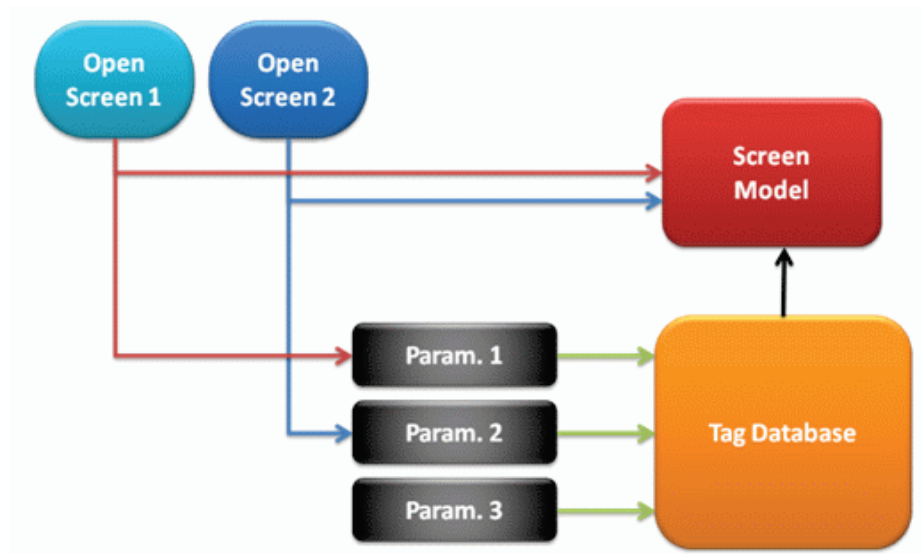 Open
Screen 1
Open
Screen 2
Screen
Model
Param. 1
Param. 2
Tag Database
Param. 3